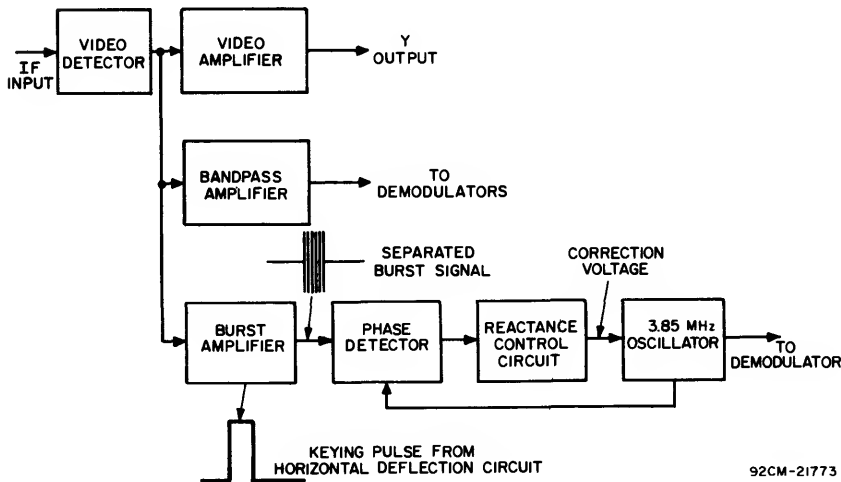 IF
INPUT
VIDEO
DETECTOR
VIDEO
AMPLIFIER
Y
OUTPUT
BANDPASS
AMPLIFIER
TO
DEMODULATORS
SEPARATED
BURST SIGNAL
CORRECTION
VOLTAGE
BURST
AMPLIFIER
PHASE
DETECTOR
REACTANCE
CONTROL
CIRCUIT
3.85 MHz
OSCILLATOR
TO
DEMODULATOR
KEYING PULSE FROM
HORIZONTAL DEFLECTION CIRCUIT
92CM-21773